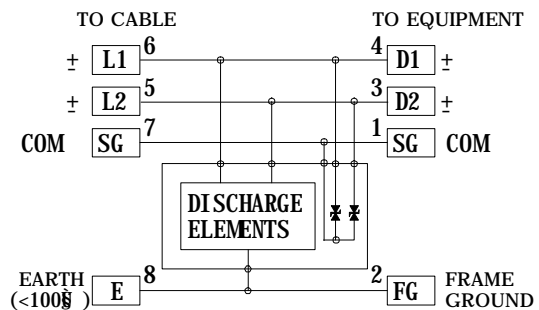 TO CABLE
TO EQUIPMENT
± L1 6
4 D1 ±
± L2 5
3 D2 ±
COM SG 7
1 SG COM
DISCHARGE
ELEMENTS
EARTH
E 8
2 FG
FRAME
GROUND